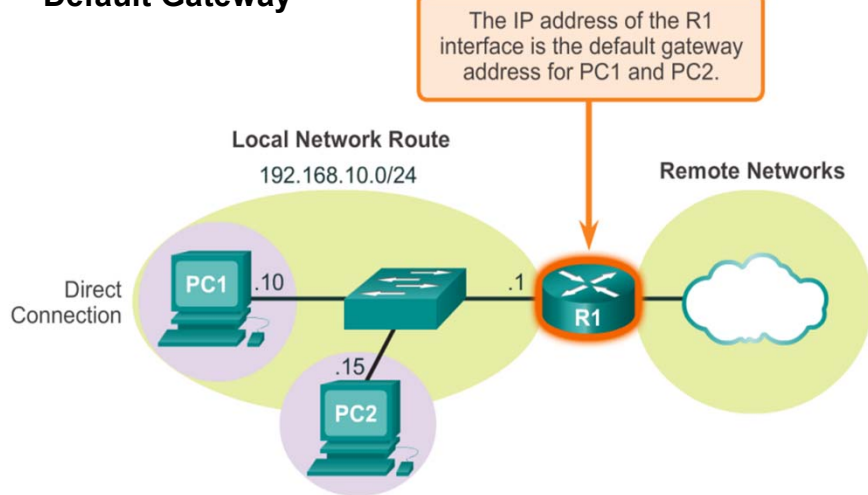 Default Gateway
The IP address of the R1
interface is the default gateway
address for PC1 and PC2.
Local Network Route
192.168.10.0/24
Remote Networks
Direct
Connection
PC1
.10
.1
R1
.15
PC2